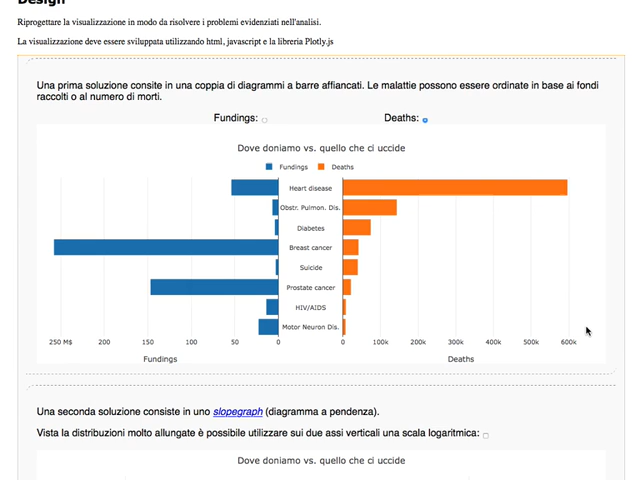 Design
Riprogettare la visualizzazione in modo da risolvere i problemi evidenziati nell'analisi.
La visualizzazione deve essere sviluppata utilizzando html, javascript e la libreria Plotly.js
Una prima soluzione consite in una coppia di diagrammi a barre affiancati. Le malattie possono essere ordinate in base ai fondi
raccolti o al numero di morti.
Fundings: Deaths:
Dove doniamo vs. quello che ci uccide
Fundings Deaths
Heart disease
Obstr. Pulmon. Dis.
Diabetes
Breast cancer
Suicide
Prostate cancer
HIV/AIDS
Motor Neuron Dis.
250 M$ 200 150 100 50 0 0 100k 200k 300k 400k 500k 600k
Fundings Deaths
Una seconda soluzione consiste in uno slopegraph (diagramma a pendenza).
Vista la distribuzioni molto allungate è possibile utilizzare sui due assi verticali una scala logaritmica:
Dove doniamo vs. quello che ci uccide